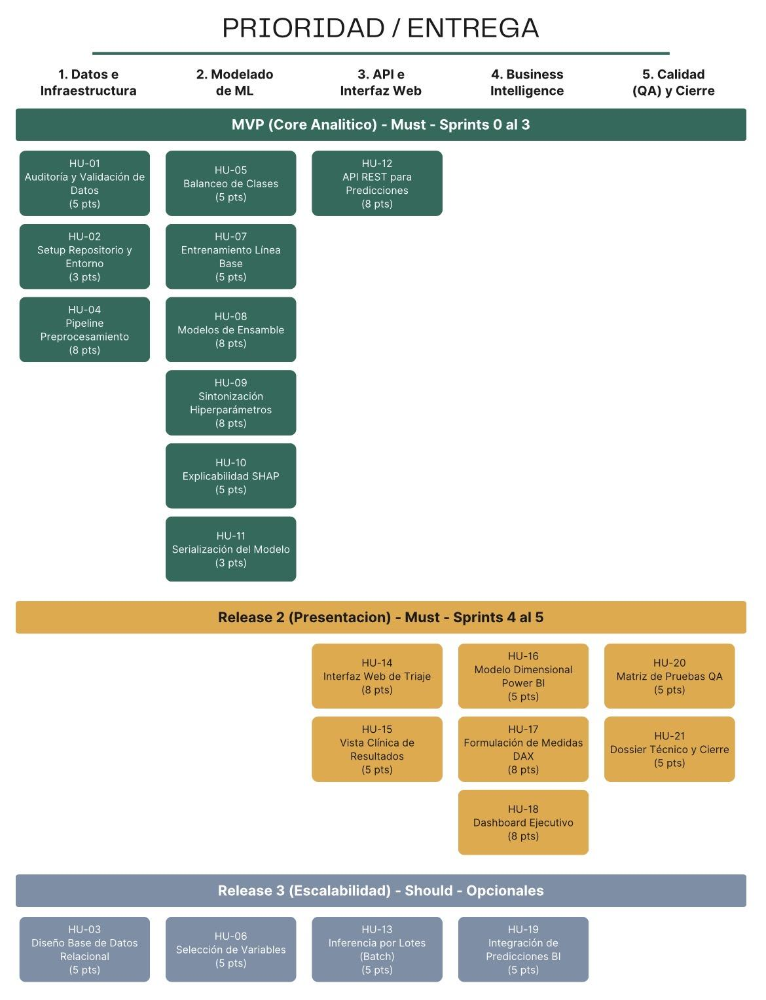 PRIORIDAD / ENTREGA
1. Datos e
Infraestructura
2. Modelado
de ML
3. API e
Interfaz Web
4. Business
Intelligence
5. Calidad
(QA) y Cierre
MVP (Core Analitico) - Must - Sprints 0 al 3
HU-01
Auditoría y Validación de
Datos
(5 pts)
HU-05
Balanceo de Clases
(5 pts)
HU-12
API REST para
Predicciones
(8 pts)
HU-02
Setup Repositorio y
Entorno
(3 pts)
HU-07
Entrenamiento Línea
Base
(5 pts)
HU-04
Pipeline
Preprocesamiento
(8 pts)
HU-08
Modelos de Ensamble
(8 pts)
HU-09
Sintonización
Hiperparámetros
(8 pts)
HU-10
Explicabilidad SHAP
(5 pts)
HU-11
Serialización del Modelo
(3 pts)
Release 2 (Presentacion) - Must - Sprints 4 al 5
HU-14
Interfaz Web de Triaje
(8 pts)
HU-16
Modelo Dimensional
Power BI
(5 pts)
HU-20
Matriz de Pruebas QA
(5 pts)
HU-15
Vista Clínica de
Resultados
(5 pts)
HU-17
Formulación de Medidas
DAX
(8 pts)
HU-21
Dossier Técnico y Cierre
(5 pts)
HU-18
Dashboard Ejecutivo
(8 pts)
Release 3 (Escalabilidad) - Should - Opcionales
HU-03
Diseño Base de Datos
Relacional
(5 pts)
HU-06
Selección de Variables
(5 pts)
HU-13
Inferencia por Lotes
(Batch)
(5 pts)
HU-19
Integración de
Predicciones BI
(5 pts)